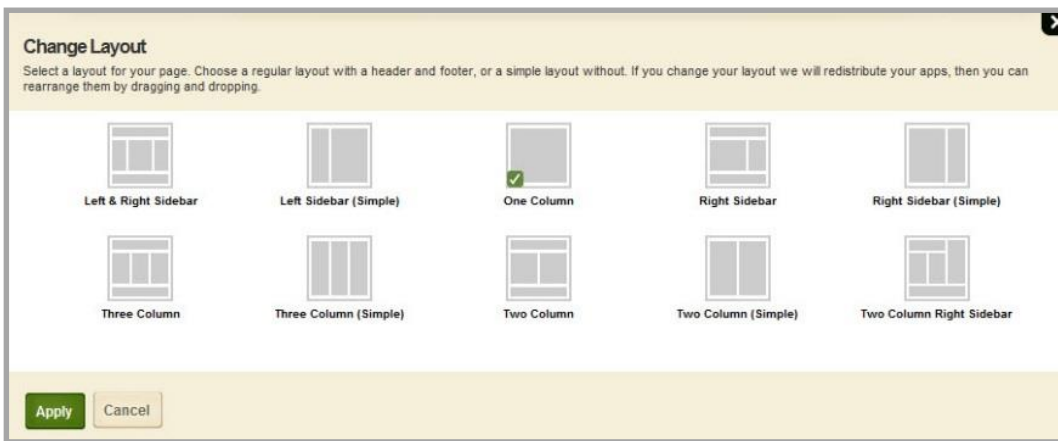 Change Layout
Select a layout for your page. Choose a regular layout with a header and footer, or a simple layout without. If you change your layout we will redistribute your apps, then you can
rearrange them by dragging and dropping.
Left & Right Sidebar
Left Sidebar (Simple)
One Column
Right Sidebar
Right Sidebar (Simple)
Three Column
Three Column (Simple)
Two Column
Two Column (Simple)
Two Column Right Sidebar
Apply
Cancel